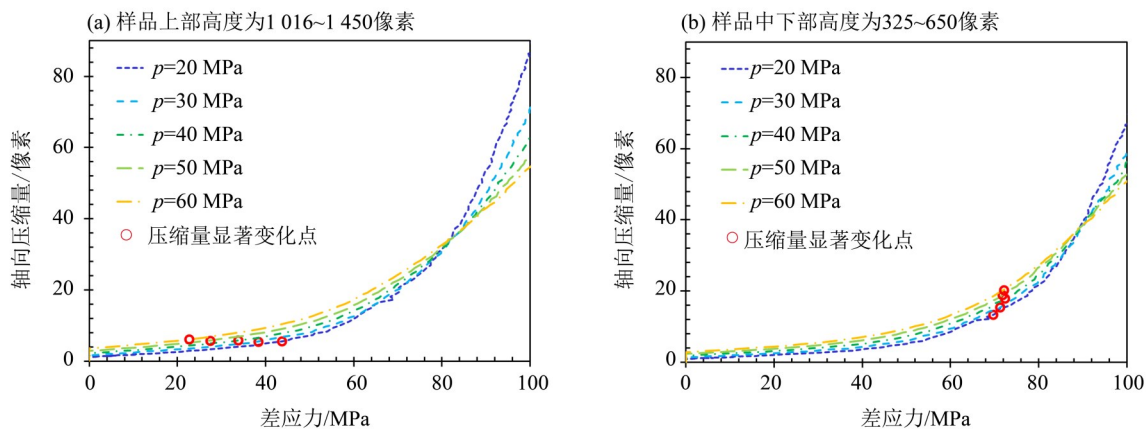 (a) 样品上部高度为1 016~1 450像素
轴向压缩量/像素
80
60
40
20
0
p=20 MPa
p=30 MPa
p=40 MPa
p=50 MPa
p=60 MPa
压缩量显著变化点
0 20 40 60 80 100
差应力/MPa
(b) 样品中下部高度为325~650像素
轴向压缩量/像素
80
60
40
20
0
p=20 MPa
p=30 MPa
p=40 MPa
p=50 MPa
p=60 MPa
压缩量显著变化点
0 20 40 60 80 100
差应力/MPa